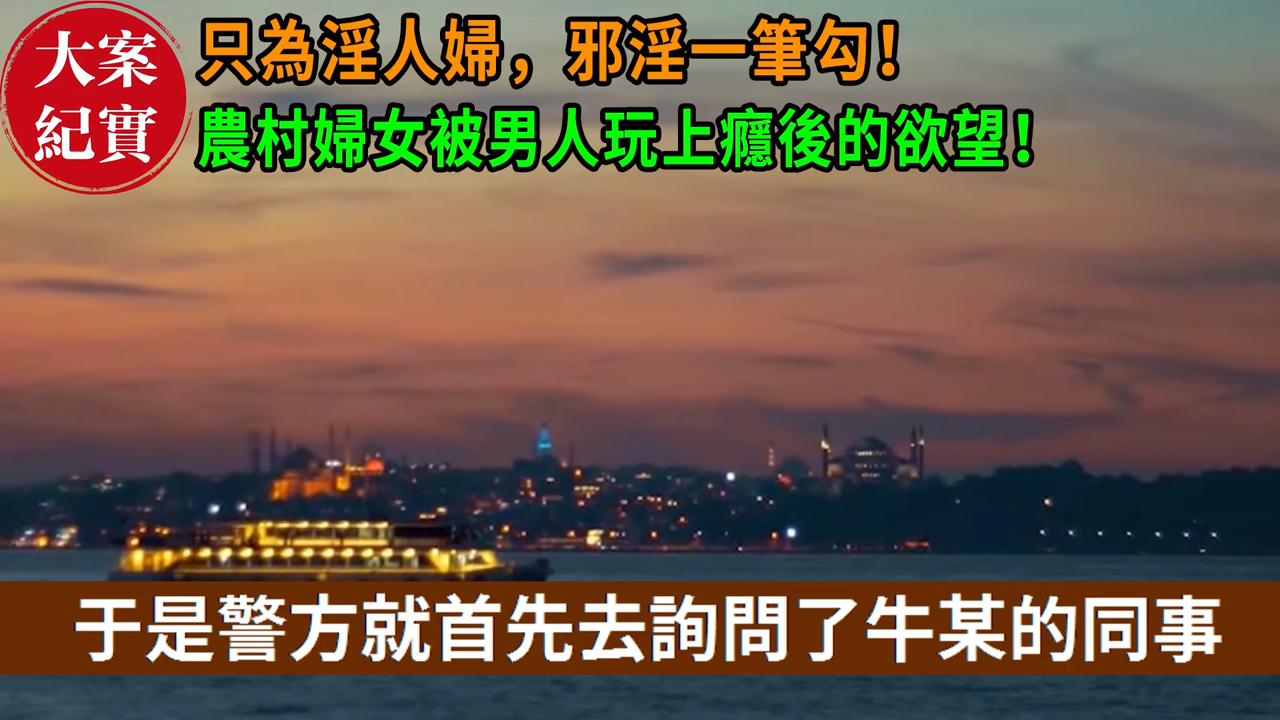 大案
紀實
只為淫人婦，邪淫一筆勾！
農村婦女被男人玩上癮後的欲望！
于是警方就首先去詢問了牛某的同事